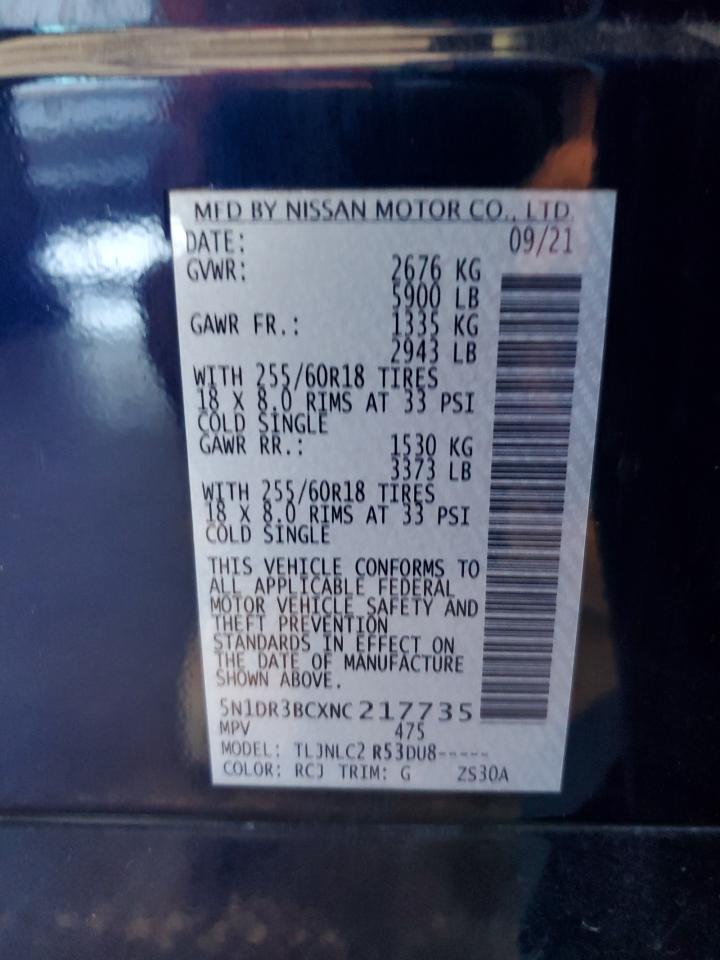 MFD BY NISSAN MOTOR CO., LTD.
DATE: 09/21
GVWR: 2676 KG
5900 LB
GAWR FR.: 1335 KG
2943 LB
WITH 255/60R18 TIRES
18 X 8.0 RIMS AT 33 PSI
COLD SINGLE
GAWR RR.: 1530 KG
3373 LB
WITH 255/60R18 TIRES
18 X 8.0 RIMS AT 33 PSI
COLD SINGLE
THIS VEHICLE CONFORMS TO
ALL APPLICABLE FEDERAL
MOTOR VEHICLE SAFETY AND
THEFT PREVENTION
STANDARDS IN EFFECT ON
THE DATE OF MANUFACTURE
SHOWN ABOVE.
5N1DR3BCXNC217735
MPV 475
MODEL: TLJNLC2 R53DU8-----
COLOR: RCJ TRIM: G ZS30A